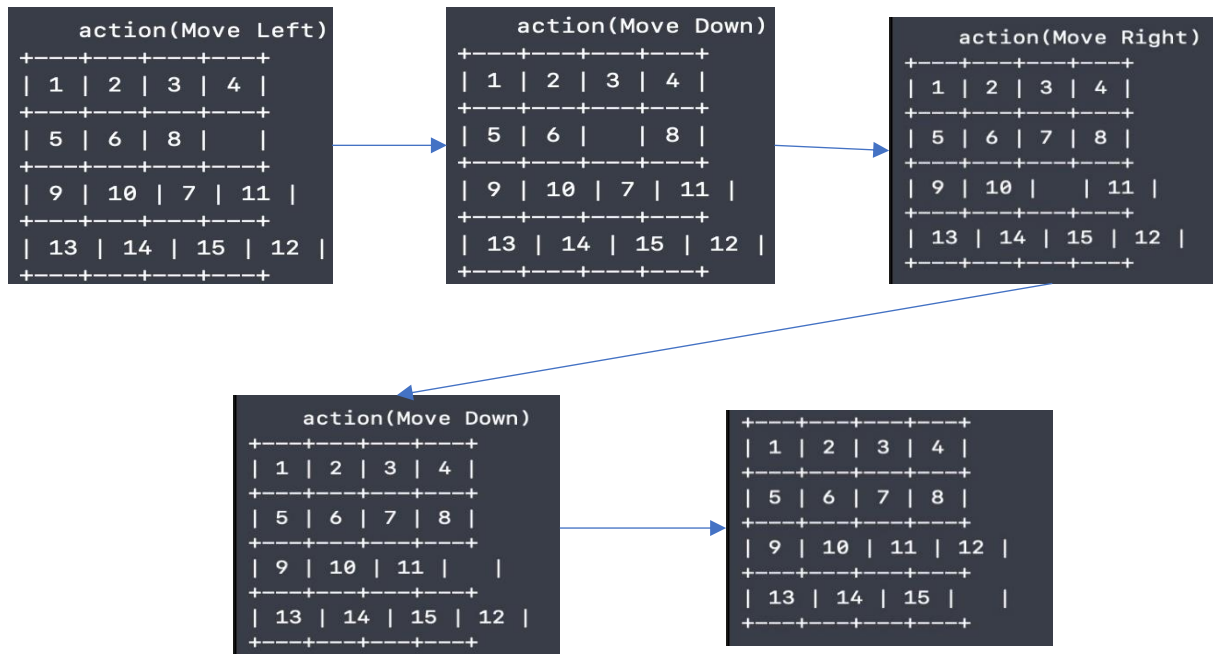 action(Move Left)
+---+---+---+---+
| 1 | 2 | 3 | 4 |
+---+---+---+---+
| 5 | 6 | 8 |   |
+---+---+---+---+
| 9 | 10 | 7 | 11 |
+---+---+---+---+
| 13 | 14 | 15 | 12 |
+---+---+---+---+
action(Move Down)
+---+---+---+---+
| 1 | 2 | 3 | 4 |
+---+---+---+---+
| 5 | 6 |   | 8 |
+---+---+---+---+
| 9 | 10 | 7 | 11 |
+---+---+---+---+
| 13 | 14 | 15 | 12 |
+---+---+---+---+
action(Move Right)
+---+---+---+---+
| 1 | 2 | 3 | 4 |
+---+---+---+---+
| 5 | 6 | 7 | 8 |
+---+---+---+---+
| 9 | 10 |   | 11 |
+---+---+---+---+
| 13 | 14 | 15 | 12 |
+---+---+---+---+
action(Move Down)
+---+---+---+---+
| 1 | 2 | 3 | 4 |
+---+---+---+---+
| 5 | 6 | 7 | 8 |
+---+---+---+---+
| 9 | 10 | 11 |   |
+---+---+---+---+
| 13 | 14 | 15 | 12 |
+---+---+---+---+
+---+---+---+---+
| 1 | 2 | 3 | 4 |
+---+---+---+---+
| 5 | 6 | 7 | 8 |
+---+---+---+---+
| 9 | 10 | 11 | 12 |
+---+---+---+---+
| 13 | 14 | 15 |   |
+---+---+---+---+